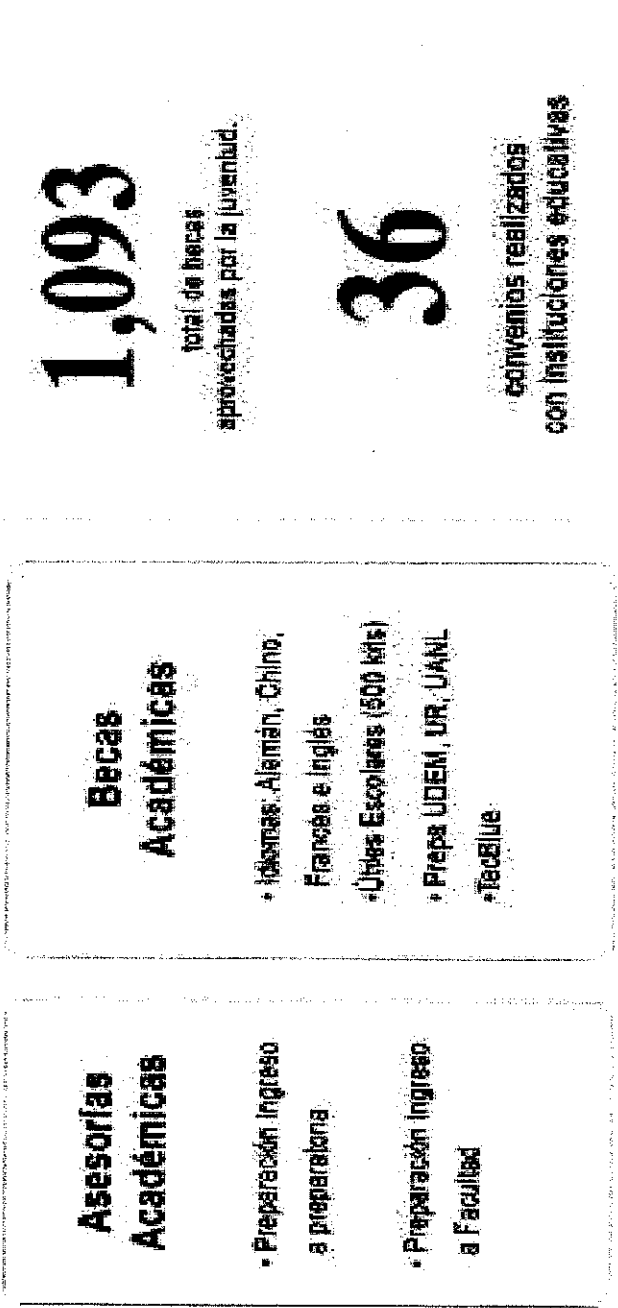 Asesorías
Académicas
• Preparación Ingreso
a preparatoria
• Preparación Ingreso
a Facultad
Becas
Académicas
• Idiomas: Alemán, Chino,
Francés e Inglés
•Útiles Escolares (500 kits)
• Prepa UDEM, UR, UANL
•TecBlue
1,093
total de becas
aprovechadas por la juventud.
36
convenios realizados
con instituciones educativas